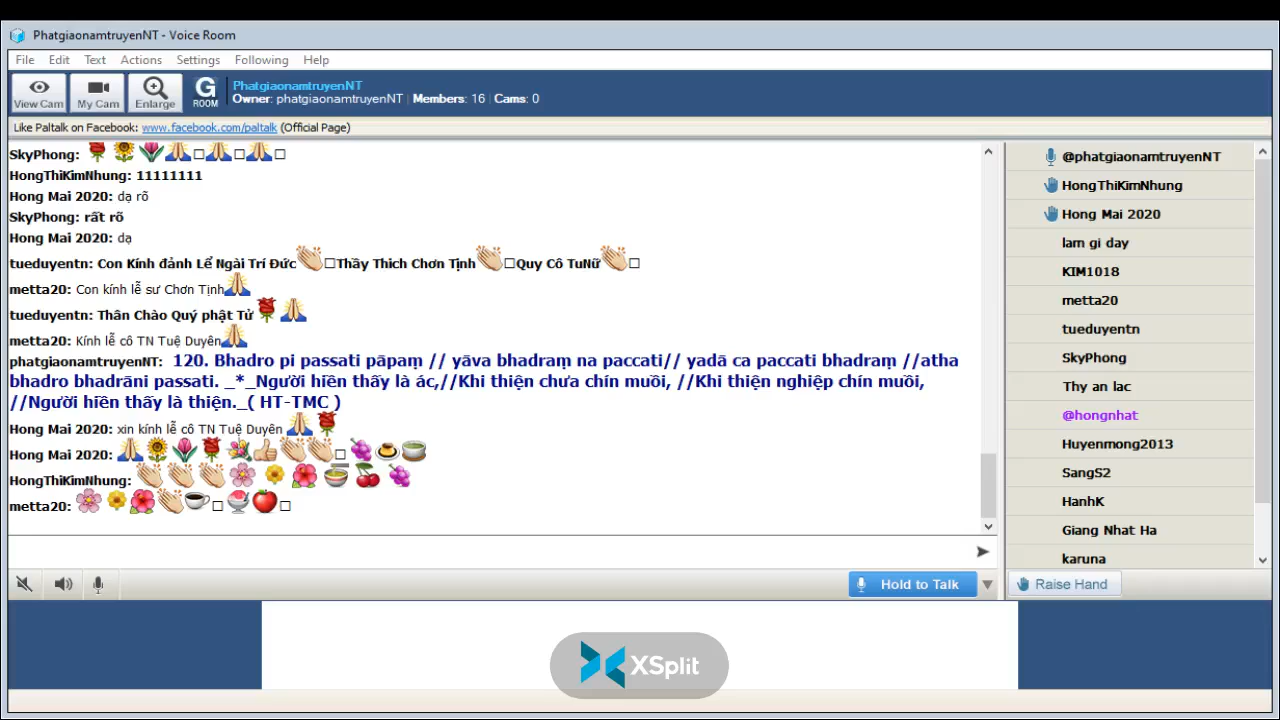 PhatgiaonamtruyenNT - Voice Room
File Edit Text Actions Settings Following Help
View Cam My Cam Enlarge G ROOM
PhatgiaonamtruyenNT
Owner: phatgiaonamtruyenNT Members: 16 Cams: 0
Like Paltalk on Facebook: www.facebook.com/paltalk (Official Page)
SkyPhong:
HongThiKimNhung: 11111111
Hong Mai 2020: dạ rõ
SkyPhong: rất rõ
Hong Mai 2020: dạ
tueduyentn: Con Kính đảnh Lể Ngài Trí Đức Thầy Thich Chơn Tịnh Quy Cô TuNữ
metta20: Con kính lễ sư Chơn Tịnh
tueduyentn: Thân Chào Quý phật Tử
metta20: Kính lễ cô TN Tuệ Duyên
phatgiaonamtruyenNT: 120. Bhadro pi passati pāpaṃ // yāva bhadraṃ na paccati// yadā ca paccati bhadraṃ //atha
bhadro bhadrāni passati. _*_Người hiền thấy là ác,//Khi thiện chưa chín muồi, //Khi thiện nghiệp chín muồi,
//Người hiền thấy là thiện._( HT-TMC )
Hong Mai 2020: xin kính lễ cô TN Tuệ Duyên
Hong Mai 2020:
HongThiKimNhung:
metta20:
@phatgiaonamtruyenNT
HongThiKimNhung
Hong Mai 2020
lam gi day
KIM1018
metta20
tueduyentn
SkyPhong
Thy an lac
@hongnhat
Huyenmong2013
SangS2
HanhK
Giang Nhat Ha
karuna
Hold to Talk
Raise Hand
XSplit